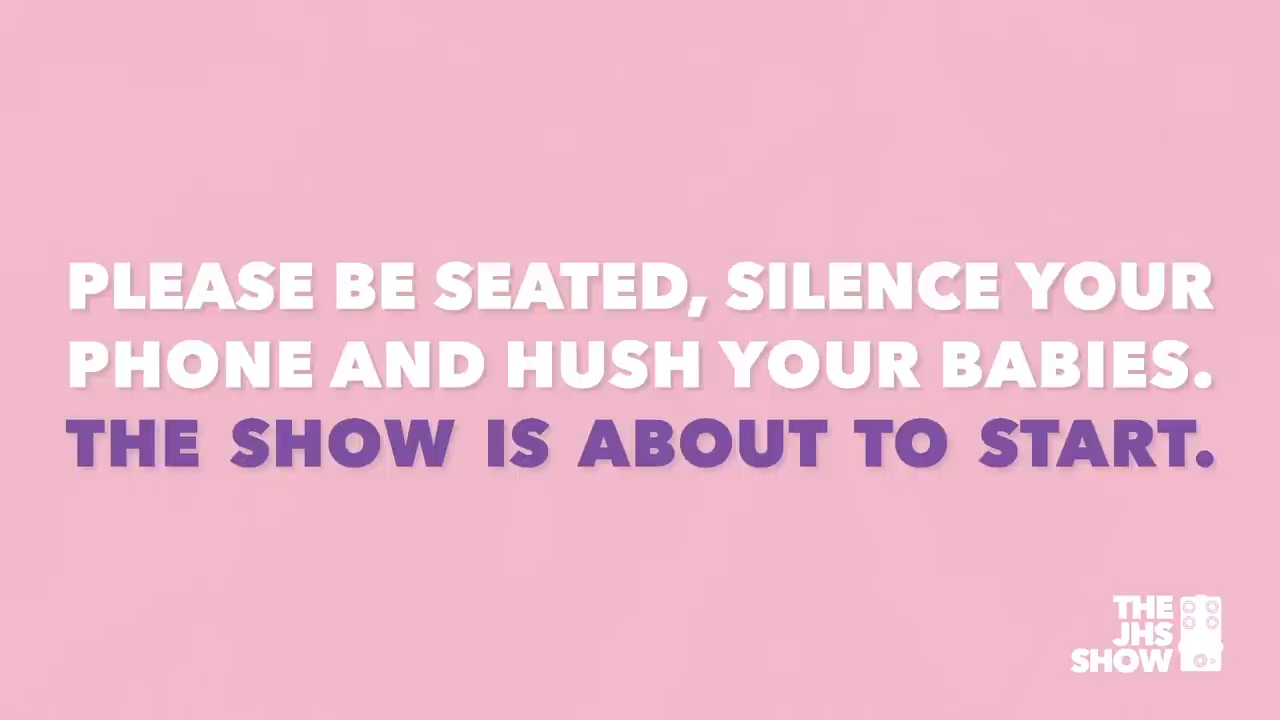 PLEASE BE SEATED, SILENCE YOUR
PHONE AND HUSH YOUR BABIES.
THE SHOW IS ABOUT TO START.
THE
JHS
SHOW